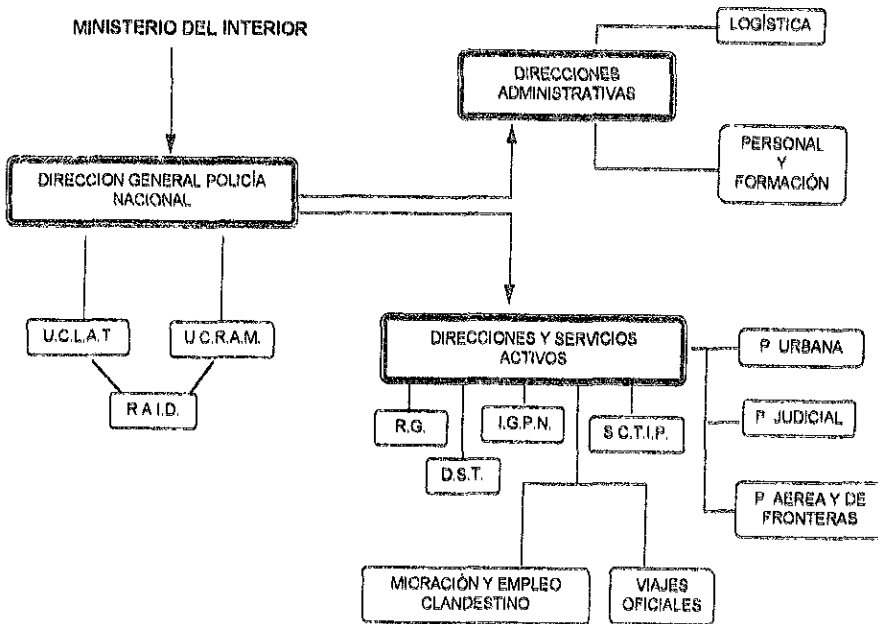 MINISTERIO DEL INTERIOR
LOGÍSTICA
DIRECCIONES
ADMINISTRATIVAS
PERSONAL
Y
FORMACIÓN
DIRECCION GENERAL POLICÍA
NACIONAL
U.C.L.A.T
U C.R.A.M.
R A I.D.
DIRECCIONES Y SERVICIOS
ACTIVOS
P URBANA
P JUDICIAL
P AEREA Y DE
FRONTERAS
R.G.
I.G.P.N.
S C.T.I.P.
D.S.T.
MIGRACIÓN Y EMPLEO
CLANDESTINO
VIAJES
OFICIALES